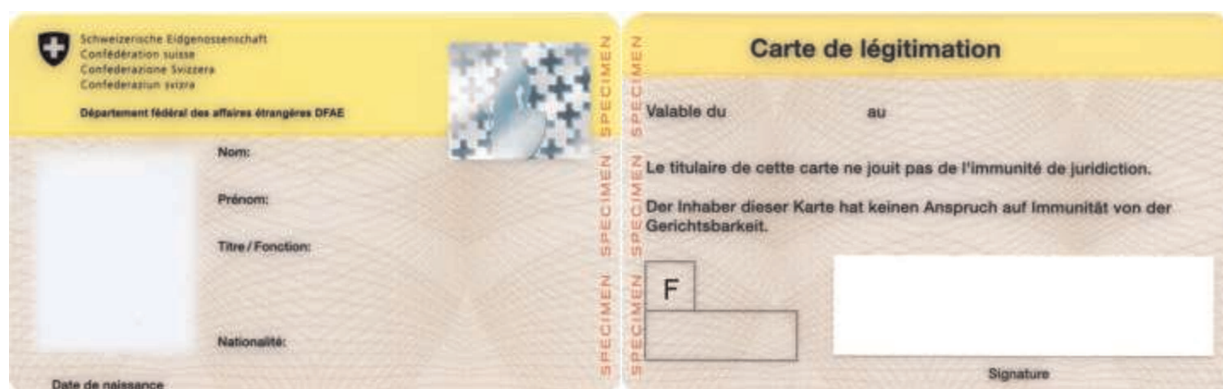 Schweizerische Eidgenossenschaft
Confédération suisse
Confederazione Svizzera
Confederaziun svizra
Département fédéral des affaires étrangères DFAE
Nom:
Prénom:
Titre / Fonction:
Nationalité:
Date de naissance
SPECIMEN SPECIMEN SPECIMEN
SPECIMEN SPECIMEN SPECIMEN
Carte de légitimation
Valable du au
Le titulaire de cette carte ne jouit pas de l'immunité de juridiction.
Der Inhaber dieser Karte hat keinen Anspruch auf Immunität von der
Gerichtsbarkeit.
F
Signature